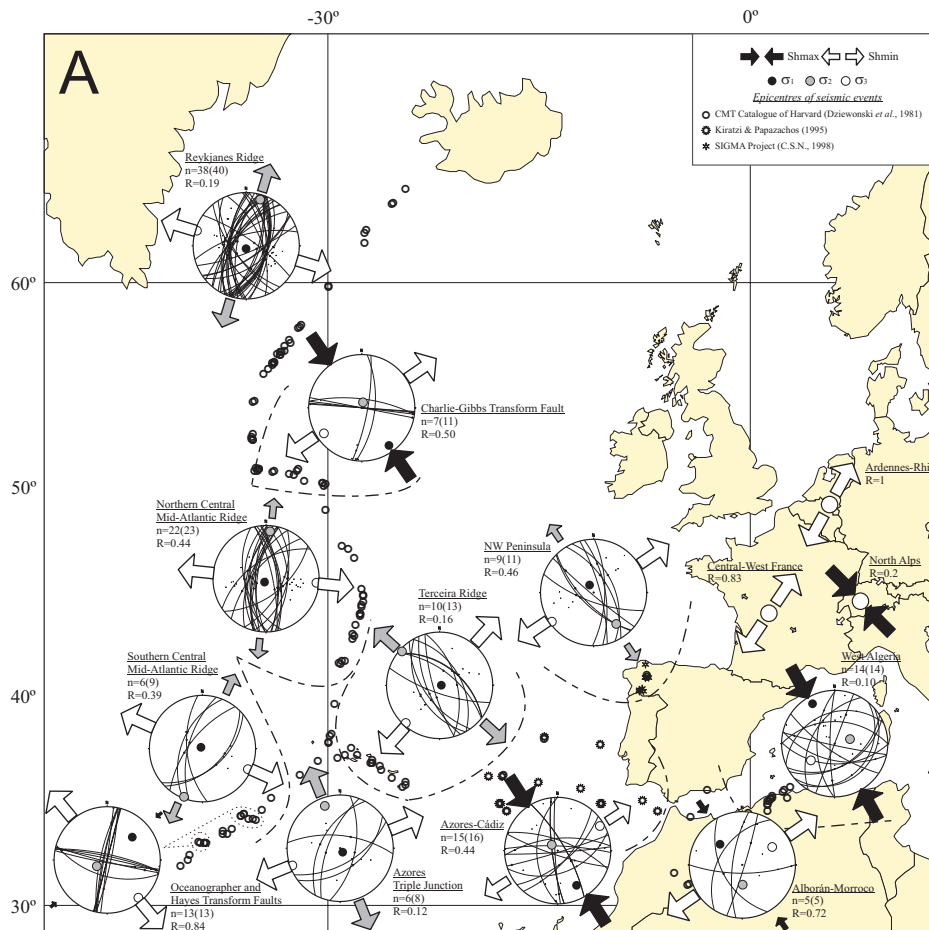 -30º
0º
A
Shmax
Shmin
σ1
σ2
σ3
Epicentres of seismic events
CMT Catalogue of Harvard (Dziewonski et al., 1981)
Kiratzi & Papazachos (1995)
SIGMA Project (C.S.N., 1998)
Reykjanes Ridge
n=38(40)
R=0.19
60º
Charlie-Gibbs Transform Fault
n=7(11)
R=0.50
Ardennes-Rhi
R=1
50º
Northern Central
Mid-Atlantic Ridge
n=22(23)
R=0.44
NW Peninsula
n=9(11)
R=0.46
Central-West France
R=0.83
North Alps
R=0.2
Terceira Ridge
n=10(13)
R=0.16
Southern Central
Mid-Atlantic Ridge
n=6(9)
R=0.39
West Algeria
n=14(14)
R=0.10
40º
Azores-Cádiz
n=15(16)
R=0.44
Oceanographer and
Hayes Transform Faults
n=13(13)
R=0.84
Azores
Triple Junction
n=6(8)
R=0.12
Alborán-Morroco
n=5(5)
R=0.72
30º